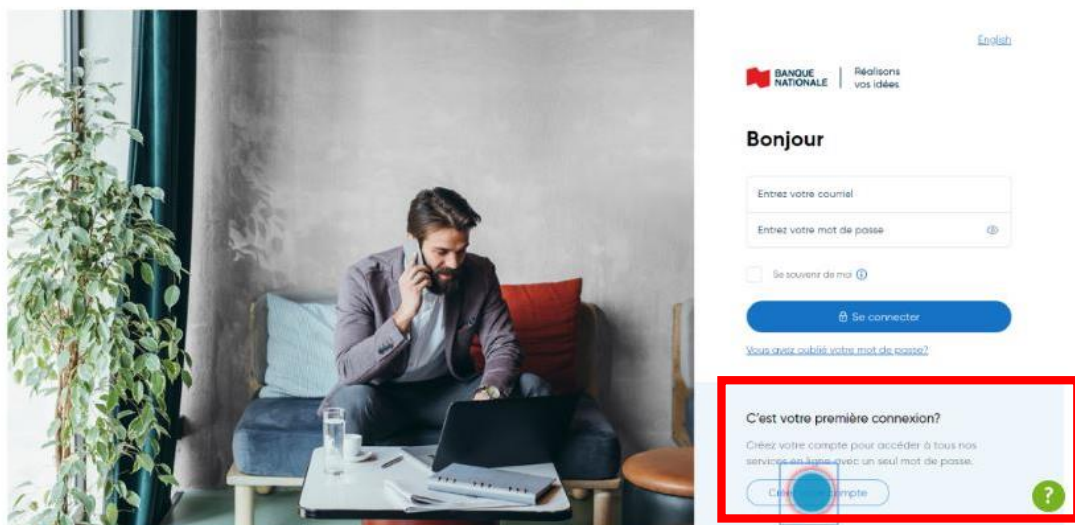 English
BANQUE
NATIONALE
Réalisons
vos idées
Bonjour
Entrez votre courriel
Entrez votre mot de passe
Se souvenir de moi
Se connecter
Vous avez oublié votre mot de passe?
C'est votre première connexion?
Créez votre compte pour accéder à tous nos
services en ligne avec un seul mot de passe.
compte
?